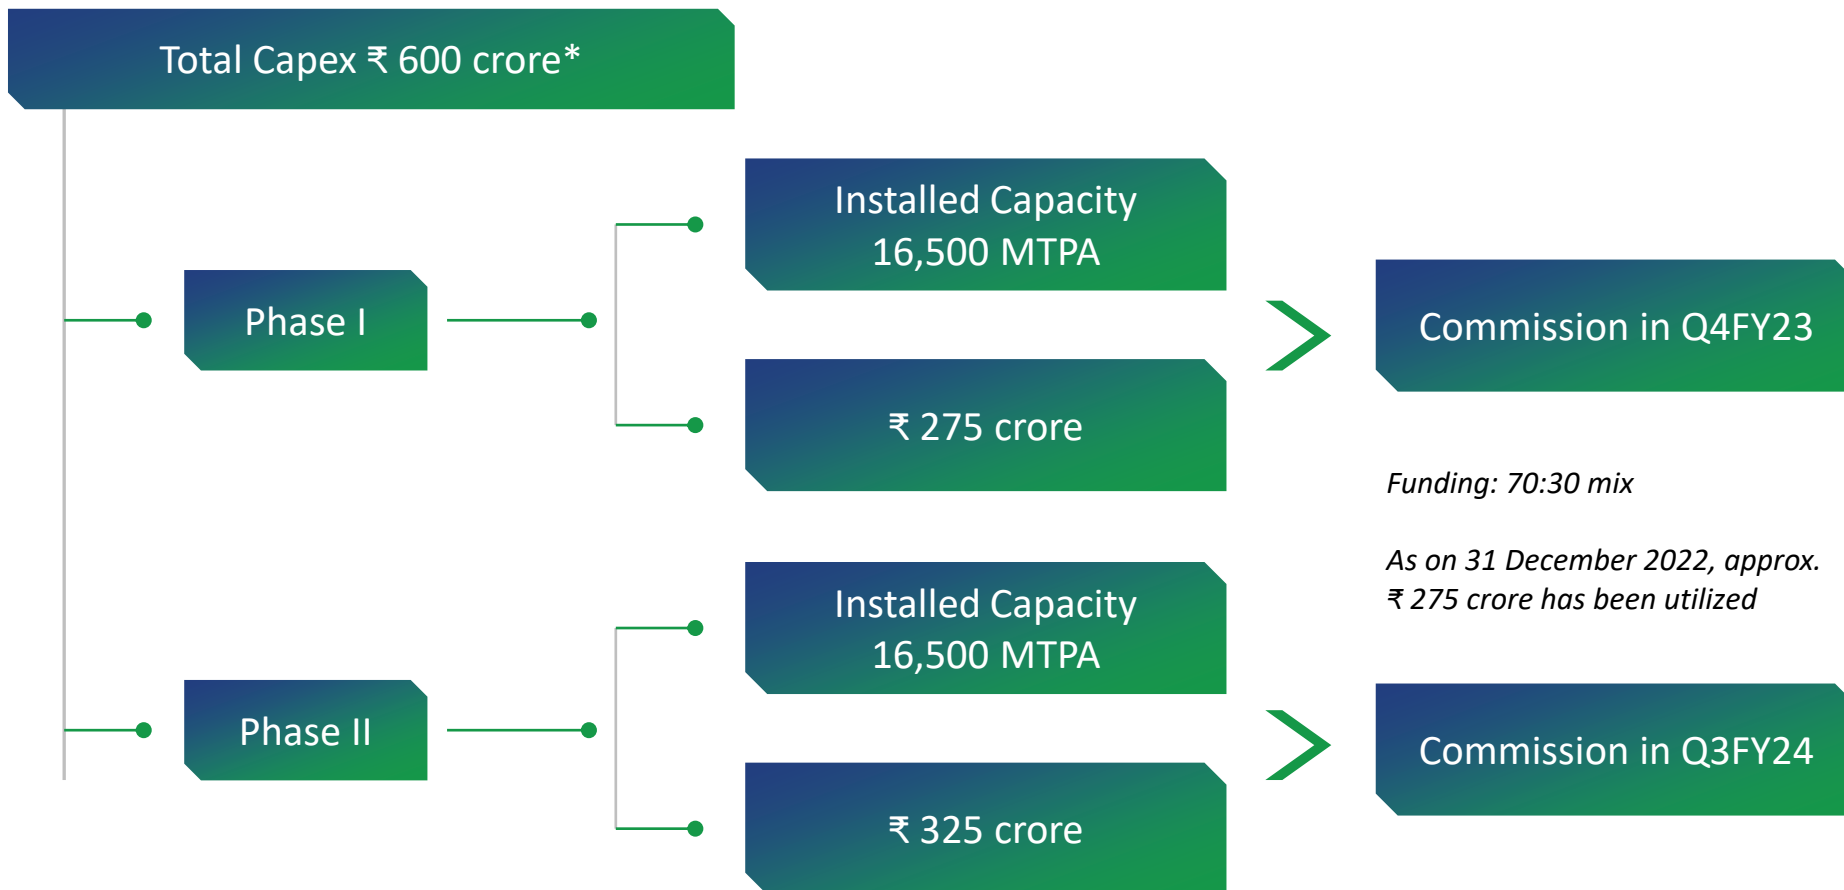 Total Capex ₹ 600 crore*
Phase I
Installed Capacity
16,500 MTPA
₹ 275 crore
Commission in Q4FY23
Funding: 70:30 mix
As on 31 December 2022, approx.
₹ 275 crore has been utilized
Phase II
Installed Capacity
16,500 MTPA
₹ 325 crore
Commission in Q3FY24